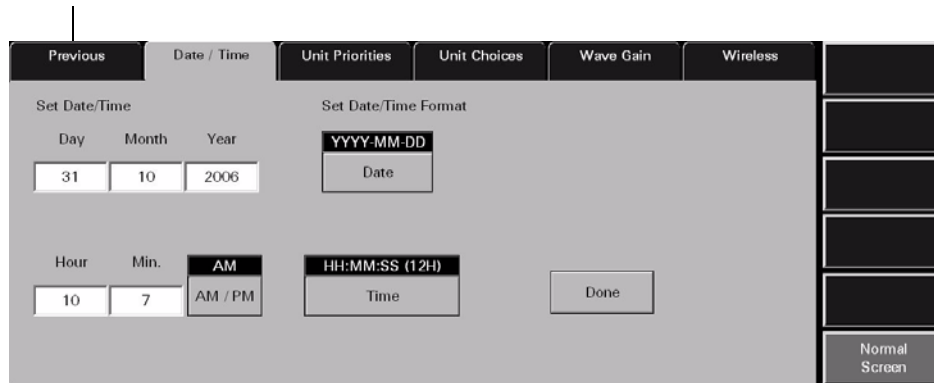 Previous Date / Time Unit Priorities Unit Choices Wave Gain Wireless
Set Date/Time Set Date/Time Format
Day Month Year YYYY-MM-DD
31 10 2006 Date
Hour Min. AM HH:MM:SS (12H)
10 7 AM / PM Time Done
Normal
Screen